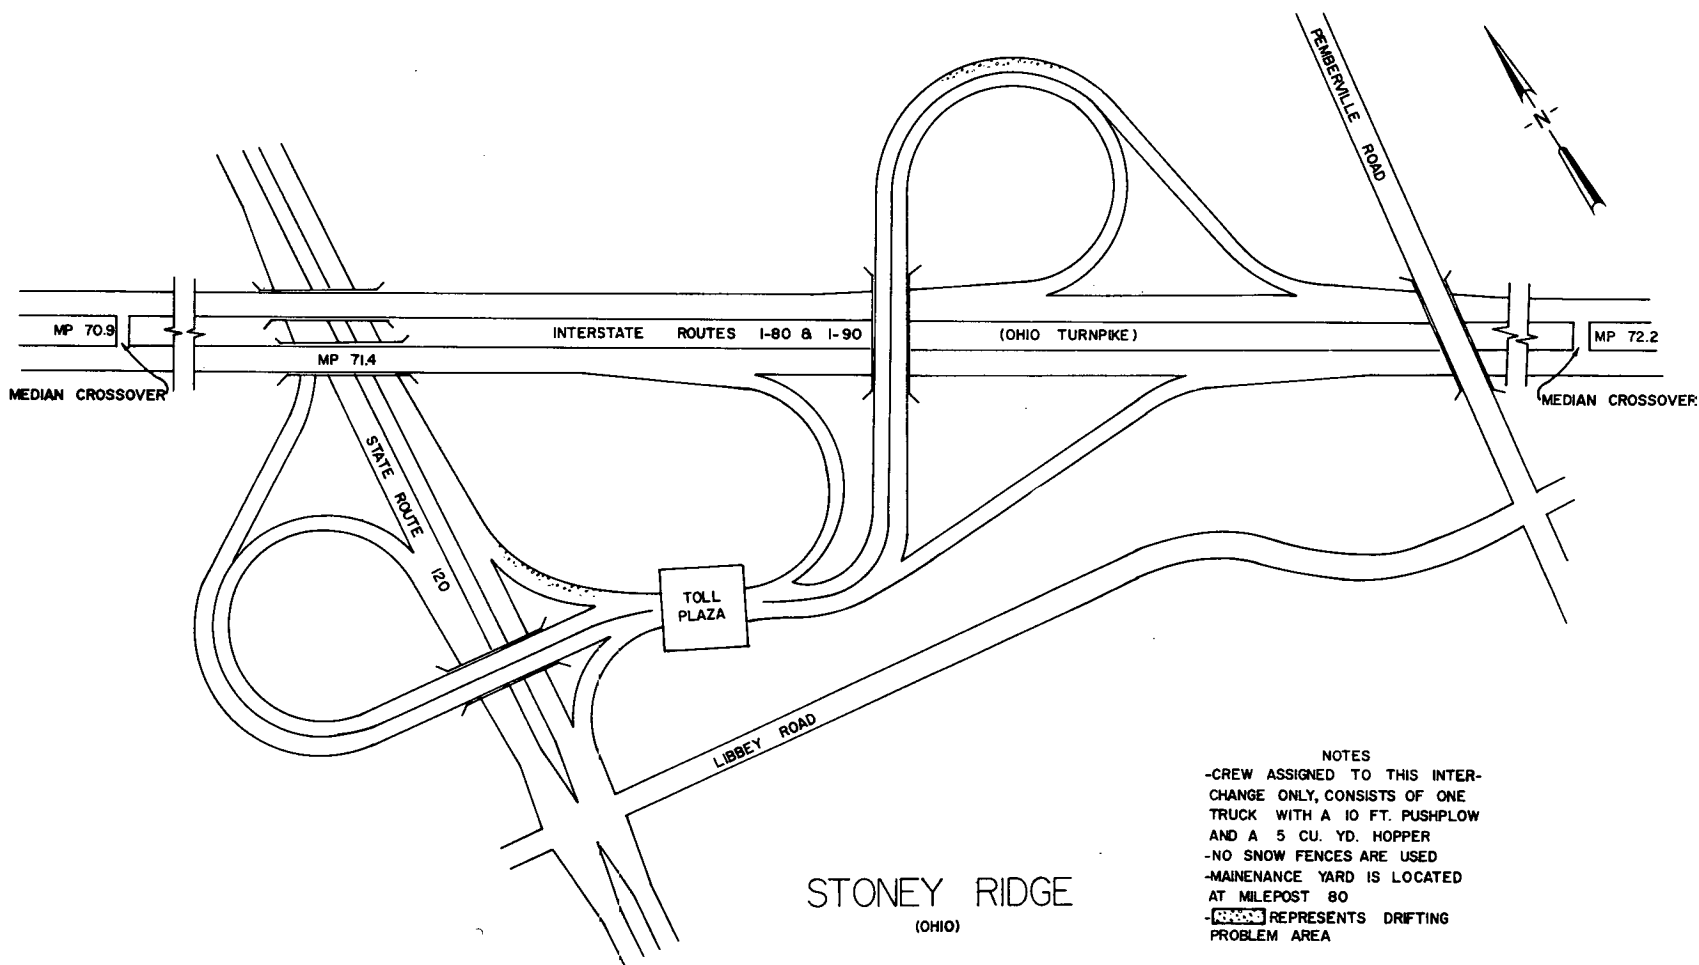 PEMBERVILLE ROAD
N
MP 70.9
INTERSTATE ROUTES I-80 & I-90 (OHIO TURNPIKE)
MP 72.2
MP 71.4
MEDIAN CROSSOVER
MEDIAN CROSSOVER
STATE ROUTE 120
TOLL
PLAZA
LIBBEY ROAD
NOTES
-CREW ASSIGNED TO THIS INTER-
CHANGE ONLY, CONSISTS OF ONE
TRUCK WITH A 10 FT. PUSHPLOW
AND A 5 CU. YD. HOPPER
-NO SNOW FENCES ARE USED
-MAINENANCE YARD IS LOCATED
AT MILEPOST 80
- REPRESENTS DRIFTING
PROBLEM AREA
STONEY RIDGE
(OHIO)